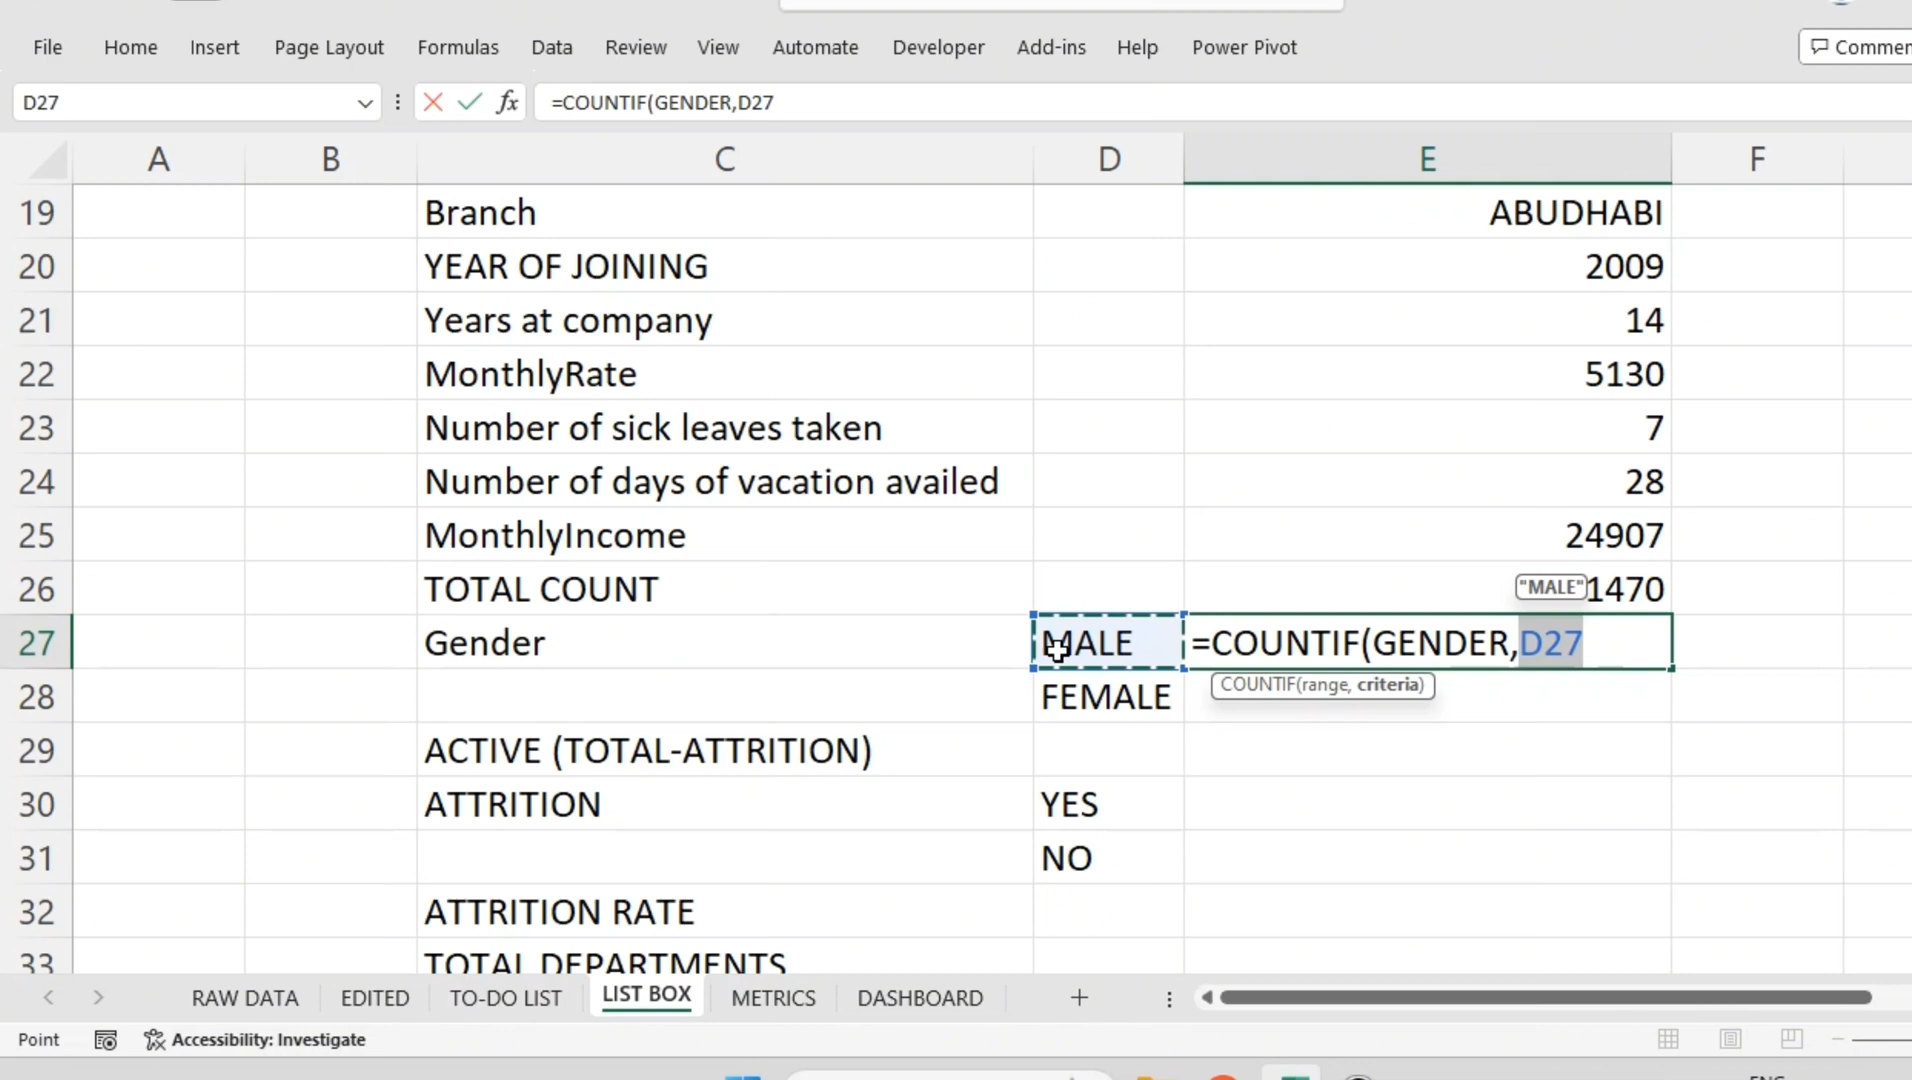 File Home Insert Page Layout Formulas Data Review View Automate Developer Add-ins Help Power Pivot
D27 fx =COUNTIF(GENDER,D27
A B C D E F
19 Branch ABUDHABI
20 YEAR OF JOINING 2009
21 Years at company 14
22 MonthlyRate 5130
23 Number of sick leaves taken 7
24 Number of days of vacation availed 28
25 MonthlyIncome 24907
26 TOTAL COUNT "MALE" 1470
27 Gender MALE =COUNTIF(GENDER,D27
28 FEMALE COUNTIF(range, criteria)
29 ACTIVE (TOTAL-ATTRITION)
30 ATTRITION YES
31 NO
32 ATTRITION RATE
33 TOTAL DEPARTMENTS
RAW DATA EDITED TO-DO LIST LIST BOX METRICS DASHBOARD
Point Accessibility: Investigate